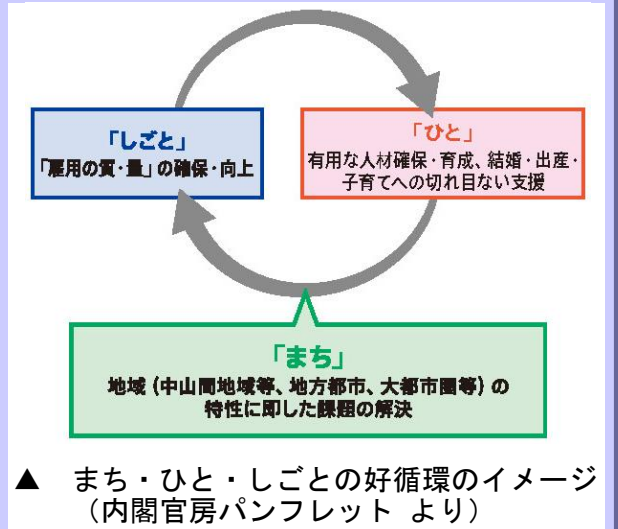 「しごと」
「雇用の質・量」の確保・向上
「ひと」
有用な人材確保・育成、結婚・出産・
子育てへの切れ目ない支援
「まち」
地域（中山間地域等、地方都市、大都市圏等）の
特性に即した課題の解決
▲ まち・ひと・しごとの好循環のイメージ
（内閣官房パンフレット より）